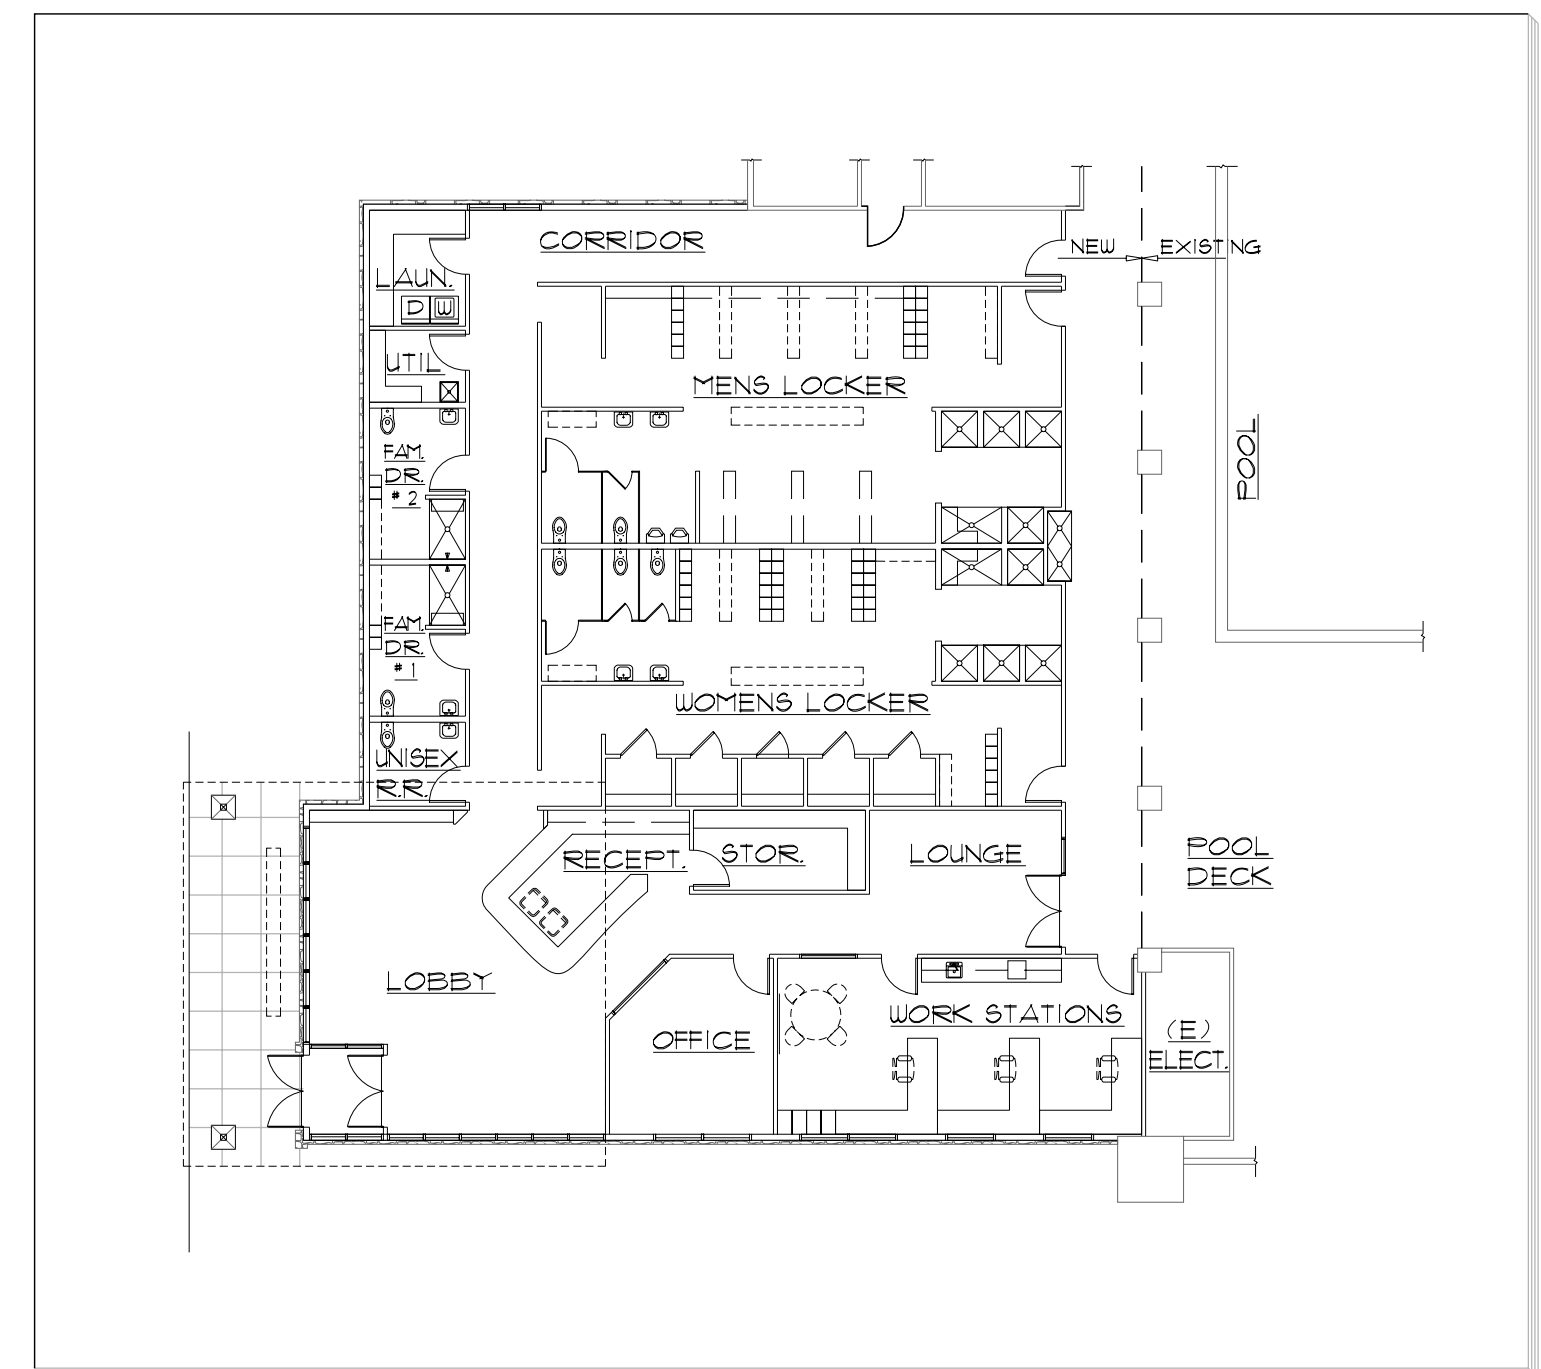 CORRIDOR
NEW EXISTING
LAUN.
D W
UTIL
MENS LOCKER
FAM.
DR.
# 2
POOL
FAM.
DR.
# 1
WOMENS LOCKER
UNISEX
R.R.
RECEPT.
STOR.
LOUNGE
POOL
DECK
LOBBY
OFFICE
WORK STATIONS
(E)
ELECT.